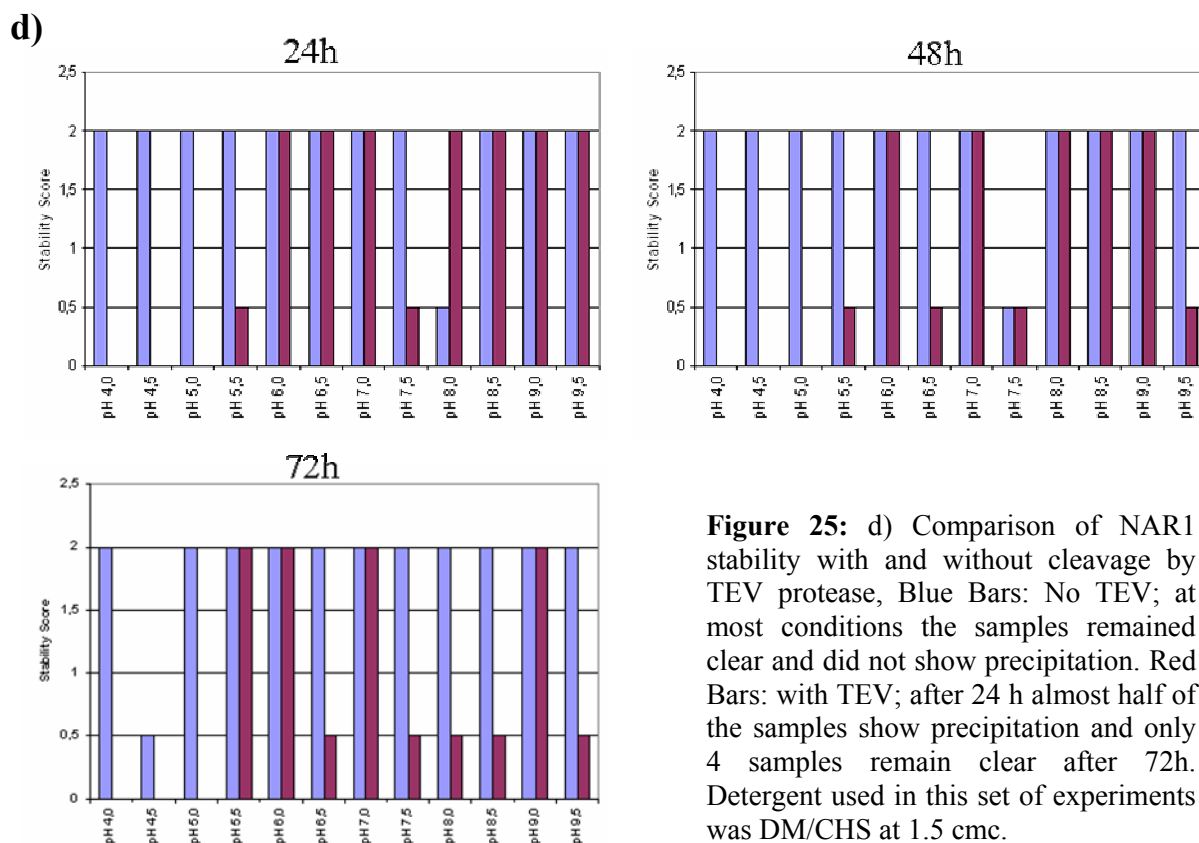 d)
24h
2,5
2
1,5
1
0,5
0
Stability Score
pH 4,0 pH 4,5 pH 5,0 pH 5,5 pH 6,0 pH 6,5 pH 7,0 pH 7,5 pH 8,0 pH 8,5 pH 9,0 pH 9,5
48h
2,5
2
1,5
1
0,5
0
Stability Score
pH 4,0 pH 4,5 pH 5,0 pH 5,5 pH 6,0 pH 6,5 pH 7,0 pH 7,5 pH 8,0 pH 8,5 pH 9,0 pH 9,5
72h
2,5
2
1,5
1
0,5
0
Stability Score
pH 4,0 pH 4,5 pH 5,0 pH 5,5 pH 6,0 pH 6,5 pH 7,0 pH 7,5 pH 8,0 pH 8,5 pH 9,0 pH 9,5
Figure 25: d) Comparison of NAR1
stability with and without cleavage by
TEV protease, Blue Bars: No TEV; at
most conditions the samples remained
clear and did not show precipitation. Red
Bars: with TEV; after 24 h almost half of
the samples show precipitation and only
4 samples remain clear after 72h.
Detergent used in this set of experiments
was DM/CHS at 1.5 cmc.